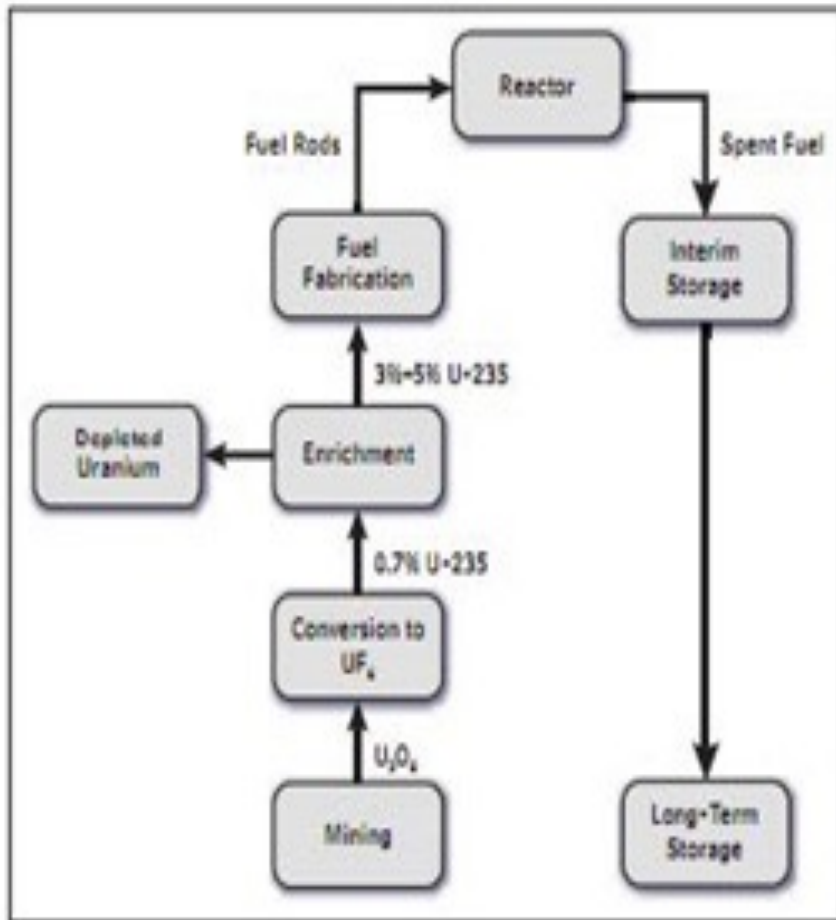 Reactor
Fuel Rods
Spent Fuel
Fuel
Fabrication
Interim
Storage
3%-5% U-235
Depleted
Uranium
Enrichment
0.7% U-235
Conversion to
Mining
Long-Term
Storage